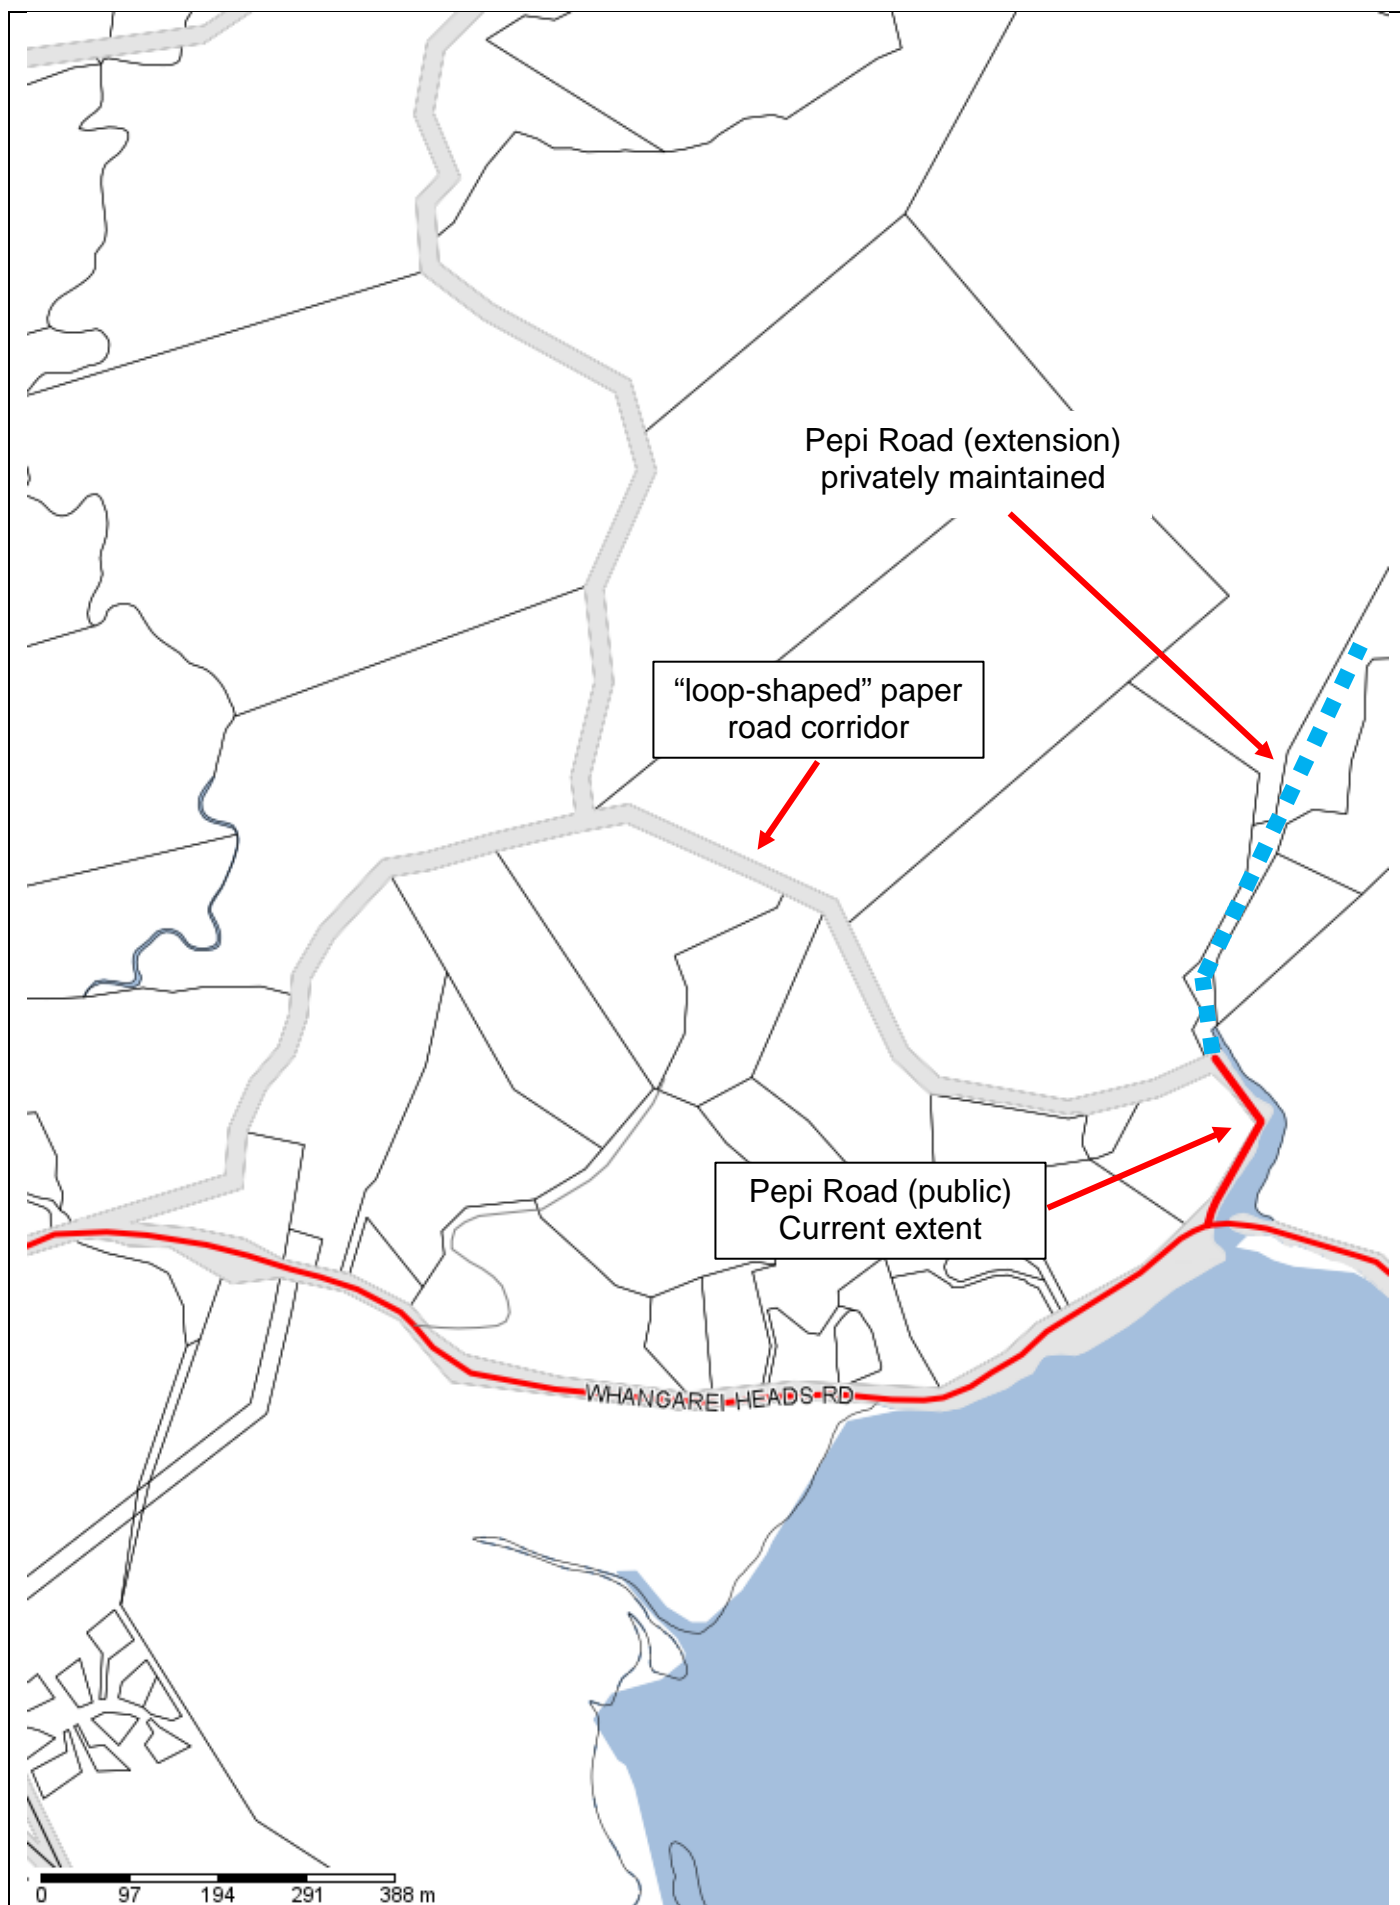 Pepi Road (extension)
privately maintained
“loop-shaped” paper
road corridor
Pepi Road (public)
Current extent
WHANGAREI HEADS RD
0 97 194 291 388 m